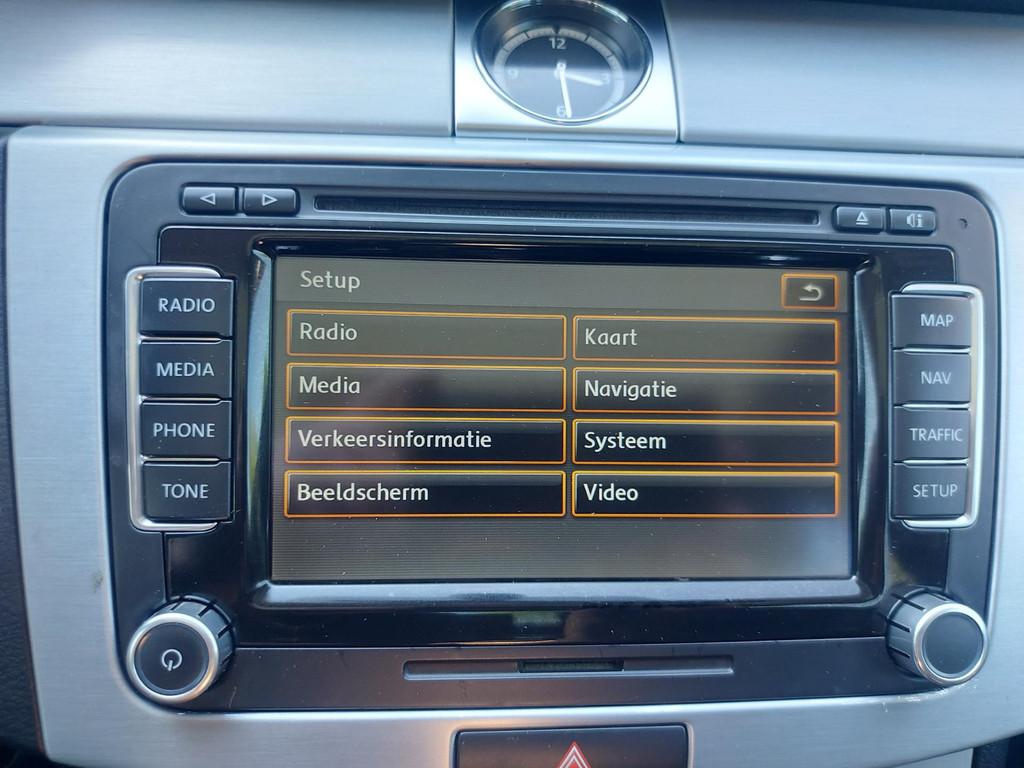 12
9
3
6
RADIO
MEDIA
PHONE
TONE
Setup
Radio
Kaart
Media
Navigatie
Verkeersinformatie
Systeem
Beeldscherm
Video
MAP
NAV
TRAFFIC
SETUP